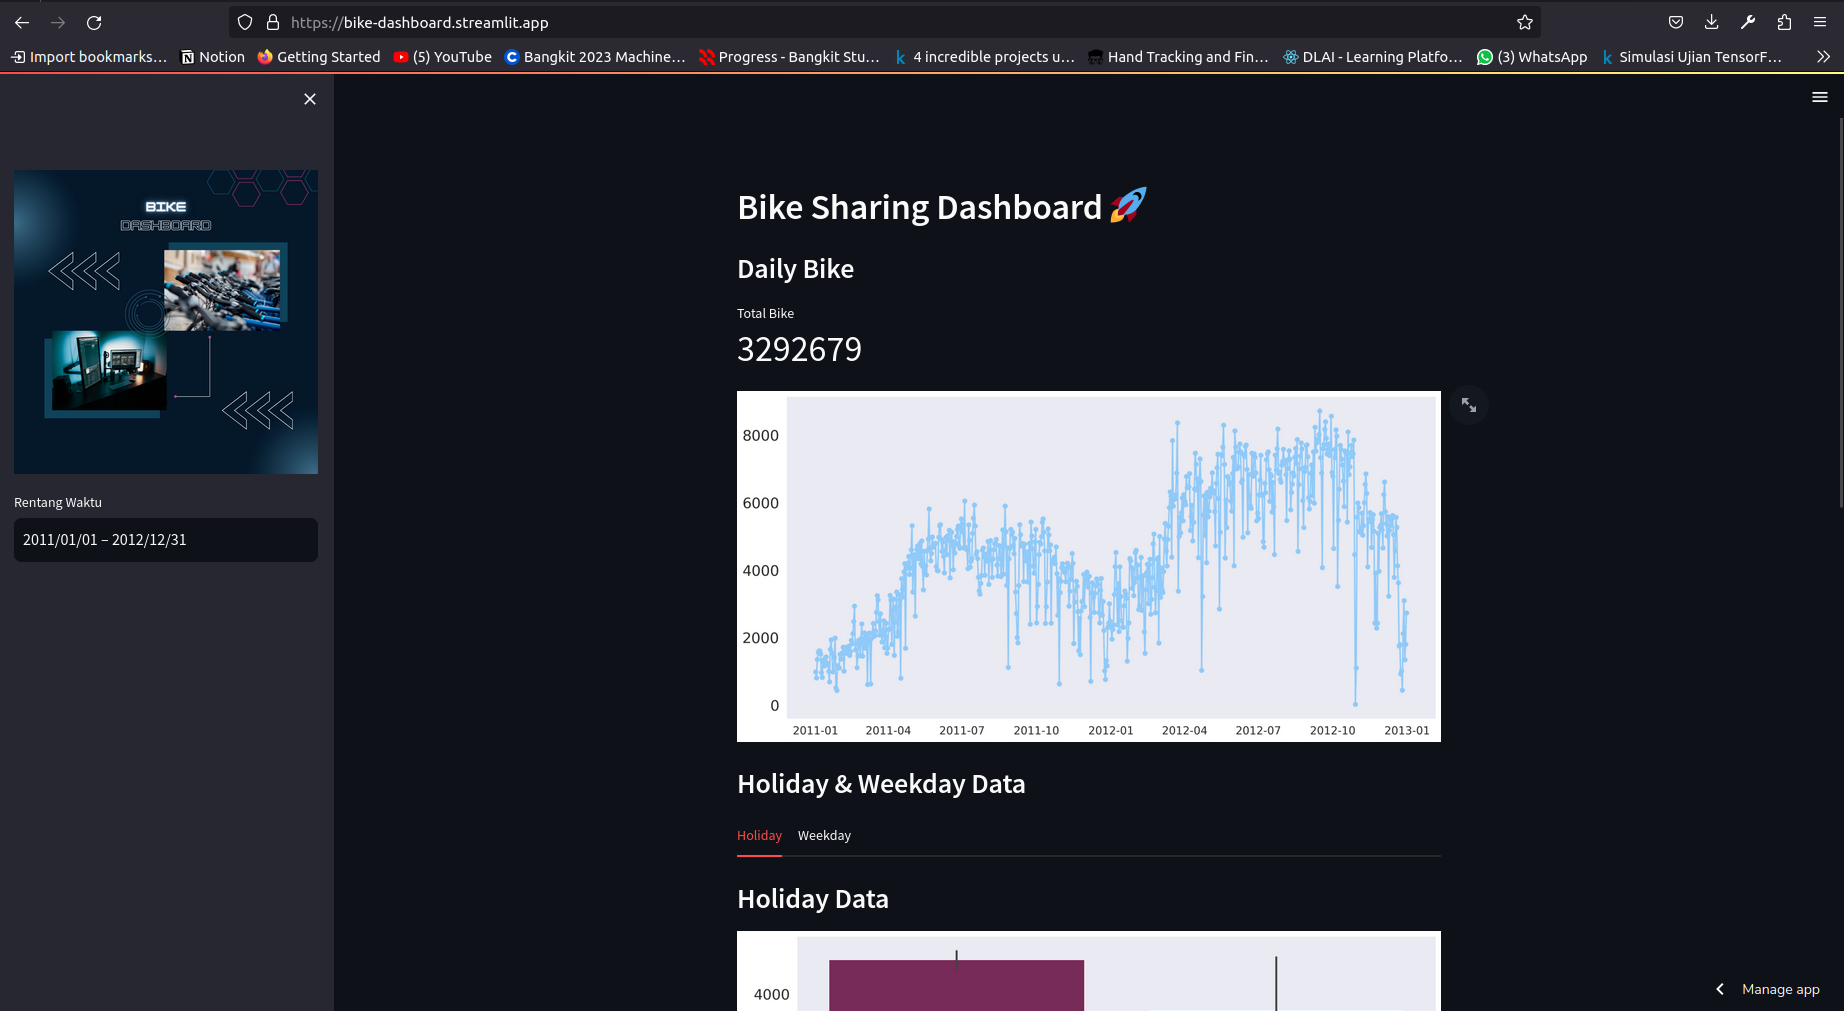 https://bike-dashboard.streamlit.app
Import bookmarks... Notion Getting Started (5) YouTube Bangkit 2023 Machine... Progress - Bangkit Stu... 4 incredible projects u... Hand Tracking and Fin... DLAI - Learning Platfo... (3) WhatsApp Simulasi Ujian TensorF...
BIKE
DASHBOARD
Rentang Waktu
2011/01/01 – 2012/12/31
Bike Sharing Dashboard
Daily Bike
Total Bike
3292679
8000
6000
4000
2000
0
2011-01 2011-04 2011-07 2011-10 2012-01 2012-04 2012-07 2012-10 2013-01
Holiday & Weekday Data
Holiday Weekday
Holiday Data
4000
Manage app